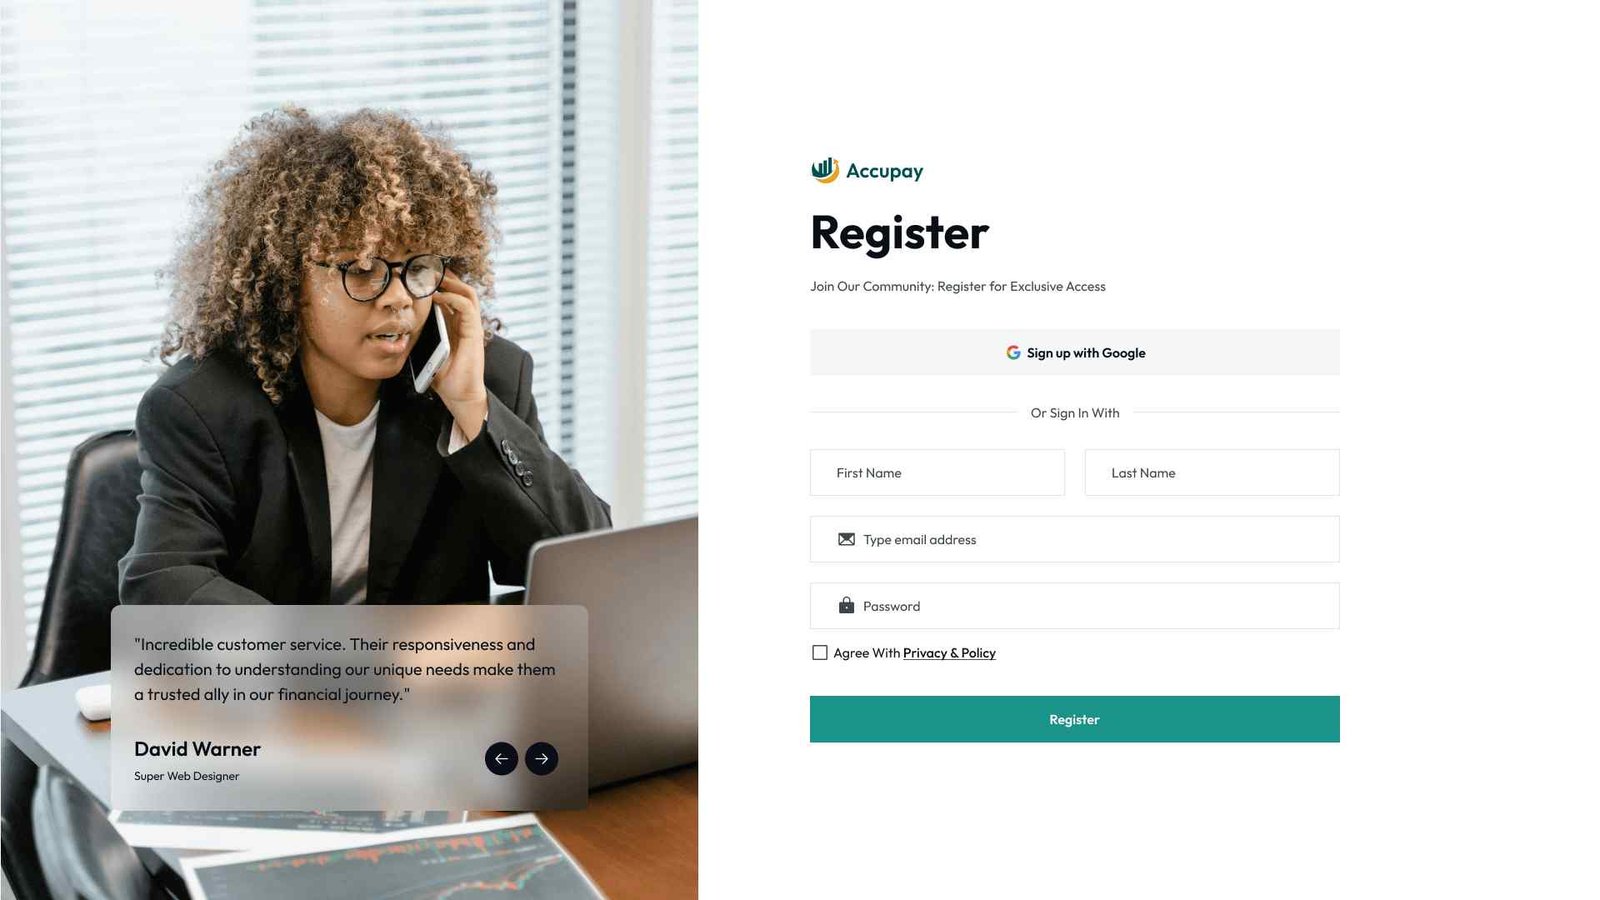 "Incredible customer service. Their responsiveness and
dedication to understanding our unique needs make them
a trusted ally in our financial journey."
David Warner
Super Web Designer
Accupay
Register
Join Our Community: Register for Exclusive Access
Sign up with Google
Or Sign In With
First Name
Last Name
Type email address
Password
Agree With Privacy & Policy
Register